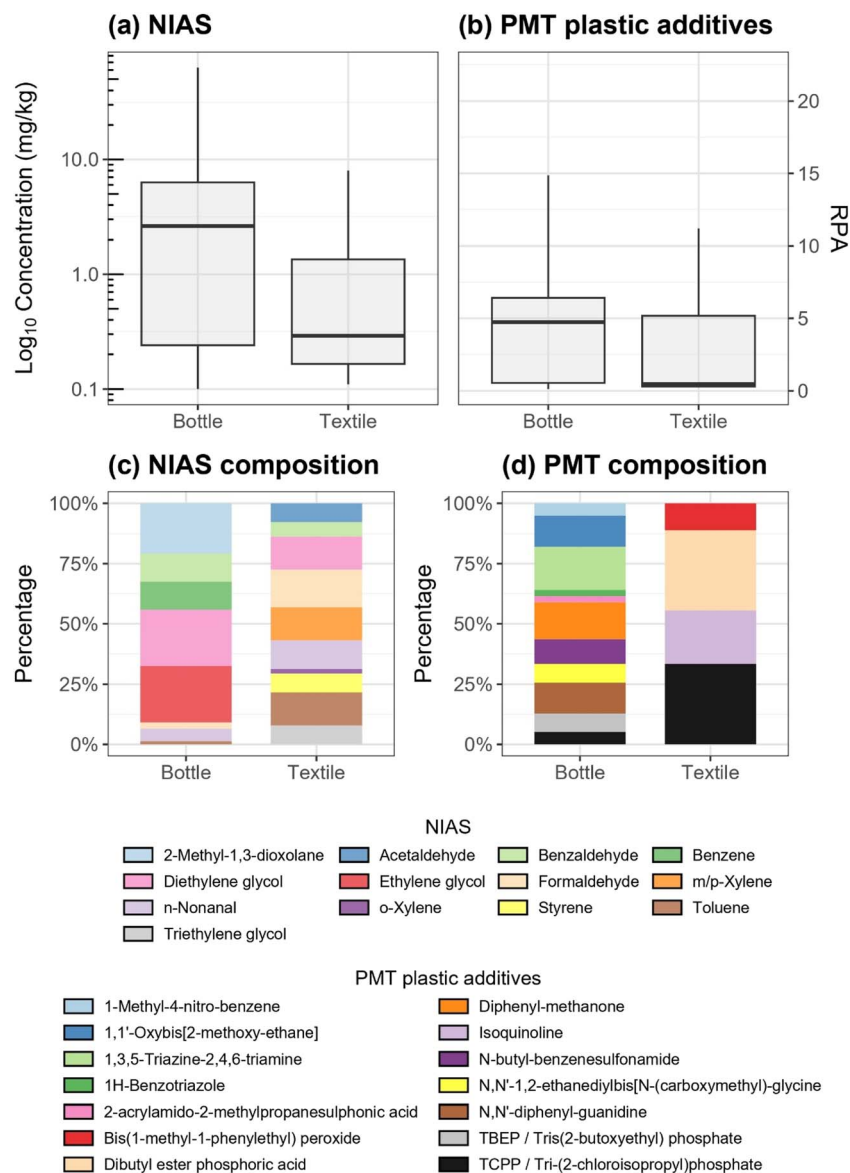 (a) NIAS
(b) PMT plastic additives
Log10 Concentration (mg/kg)
10.0
1.0
0.1
Bottle Textile
20
15
10
5
0
RPA
Bottle Textile
(c) NIAS composition
(d) PMT composition
Percentage
100%
75%
50%
25%
0%
Bottle Textile
Percentage
100%
75%
50%
25%
0%
Bottle Textile
NIAS
2-Methyl-1,3-dioxolane Acetaldehyde Benzaldehyde Benzene
Diethylene glycol Ethylene glycol Formaldehyde m/p-Xylene
n-Nonanal o-Xylene Styrene Toluene
Triethylene glycol
PMT plastic additives
1-Methyl-4-nitro-benzene Diphenyl-methanone
1,1'-Oxybis[2-methoxy-ethane] Isoquinoline
1,3,5-Triazine-2,4,6-triamine N-butyl-benzenesulfonamide
1H-Benzotriazole N,N'-1,2-ethanediylbis[N-(carboxymethyl)-glycine
2-acrylamido-2-methylpropanesulphonic acid N,N'-diphenyl-guanidine
Bis(1-methyl-1-phenylethyl) peroxide TBEP / Tris(2-butoxyethyl) phosphate
Dibutyl ester phosphoric acid TCPP / Tri-(2-chloroisopropyl)phosphate